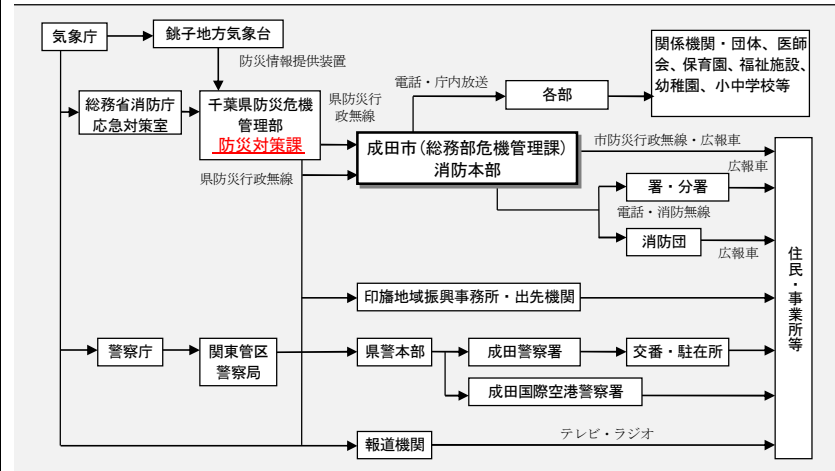 気象庁
銚子地方気象台
防災情報提供装置
総務省消防庁
応急対策室
千葉県防災危機
管理部
防災対策課
県防災行
政無線
県防災行政無線
電話・庁内放送
各部
関係機関・団体、医師
会、保育園、福祉施設、
幼稚園、小中学校等
成田市(総務部危機管理課)
消防本部
市防災行政無線・広報車
署・分署
広報車
電話・消防無線
消防団
広報車
印旛地域振興事務所・出先機関
警察庁
関東管区
警察局
県警本部
成田警察署
交番・駐在所
成田国際空港警察署
報道機関
テレビ・ラジオ
住民・事業所等